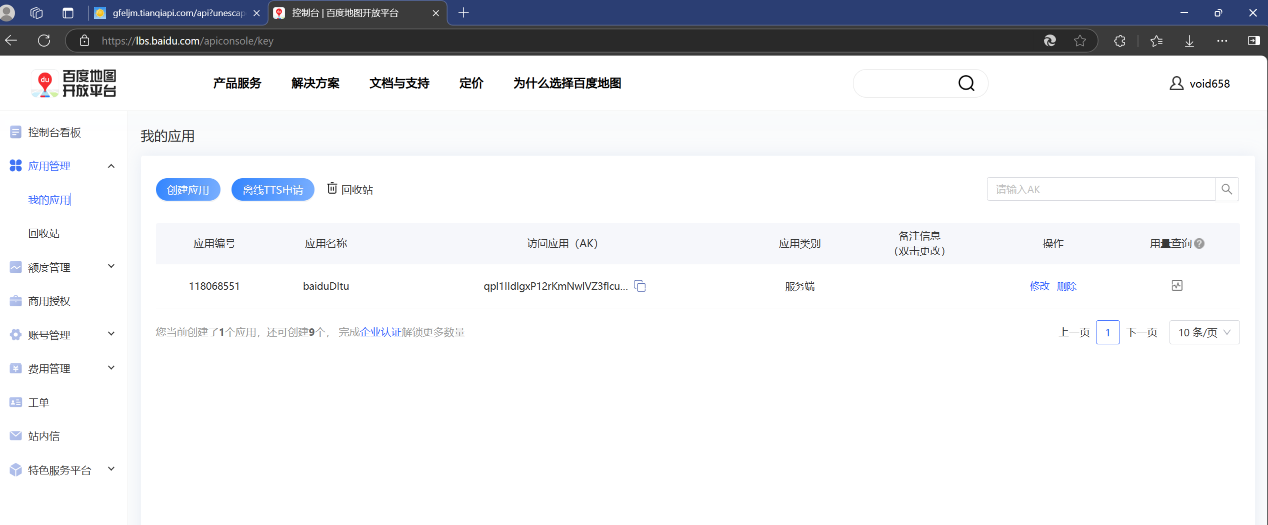 gfeljm.tianqiapi.com/api?unescap
控制台 | 百度地图开放平台
https://lbs.baidu.com/apiconsole/key
du
百度地图
开放平台
产品服务 解决方案 文档与支持 定价 为什么选择百度地图
void658
控制台看板
应用管理
我的应用
回收站
额度管理
商用授权
账号管理
费用管理
工单
站内信
特色服务平台
我的应用
创建应用 离线TTS申请 回收站
请输入AK
应用编号 应用名称 访问应用（AK） 应用类别 备注信息 操作 用量查询
（双击更改）
118068551 baiduDItu 服务端 修改 删除
您当前创建了1个应用，还可创建9个， 完成企业认证解锁更多数量
上一页 1 下一页 10 条/页